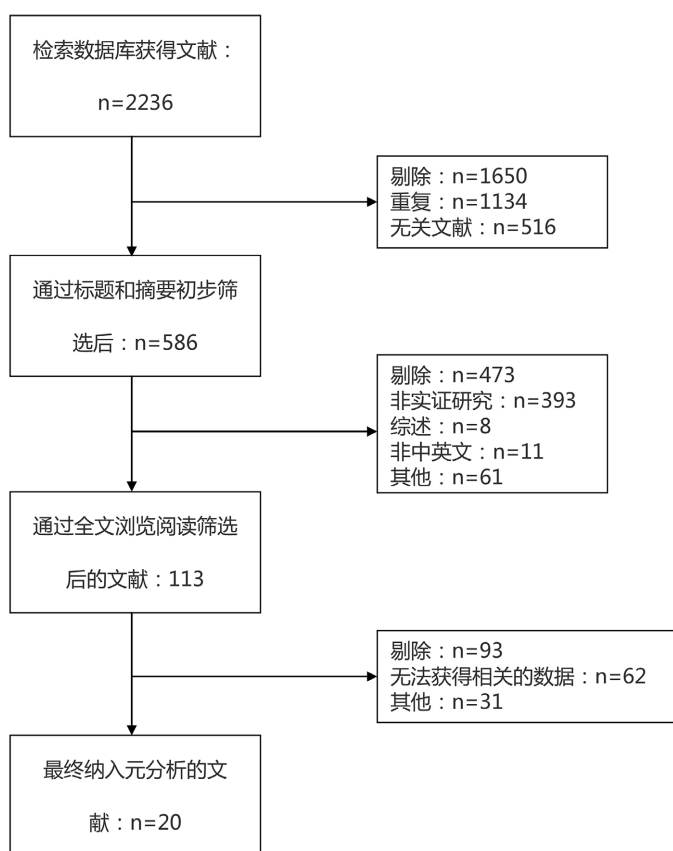 检索数据库获得文献：
n=2236
剔除：n=1650
重复：n=1134
无关文献：n=516
通过标题和摘要初步筛
选后：n=586
剔除：n=473
非实证研究：n=393
综述：n=8
非中英文：n=11
其他：n=61
通过全文浏览阅读筛选
后的文献：113
剔除：n=93
无法获得相关的数据：n=62
其他：n=31
最终纳入元分析的文
献：n=20